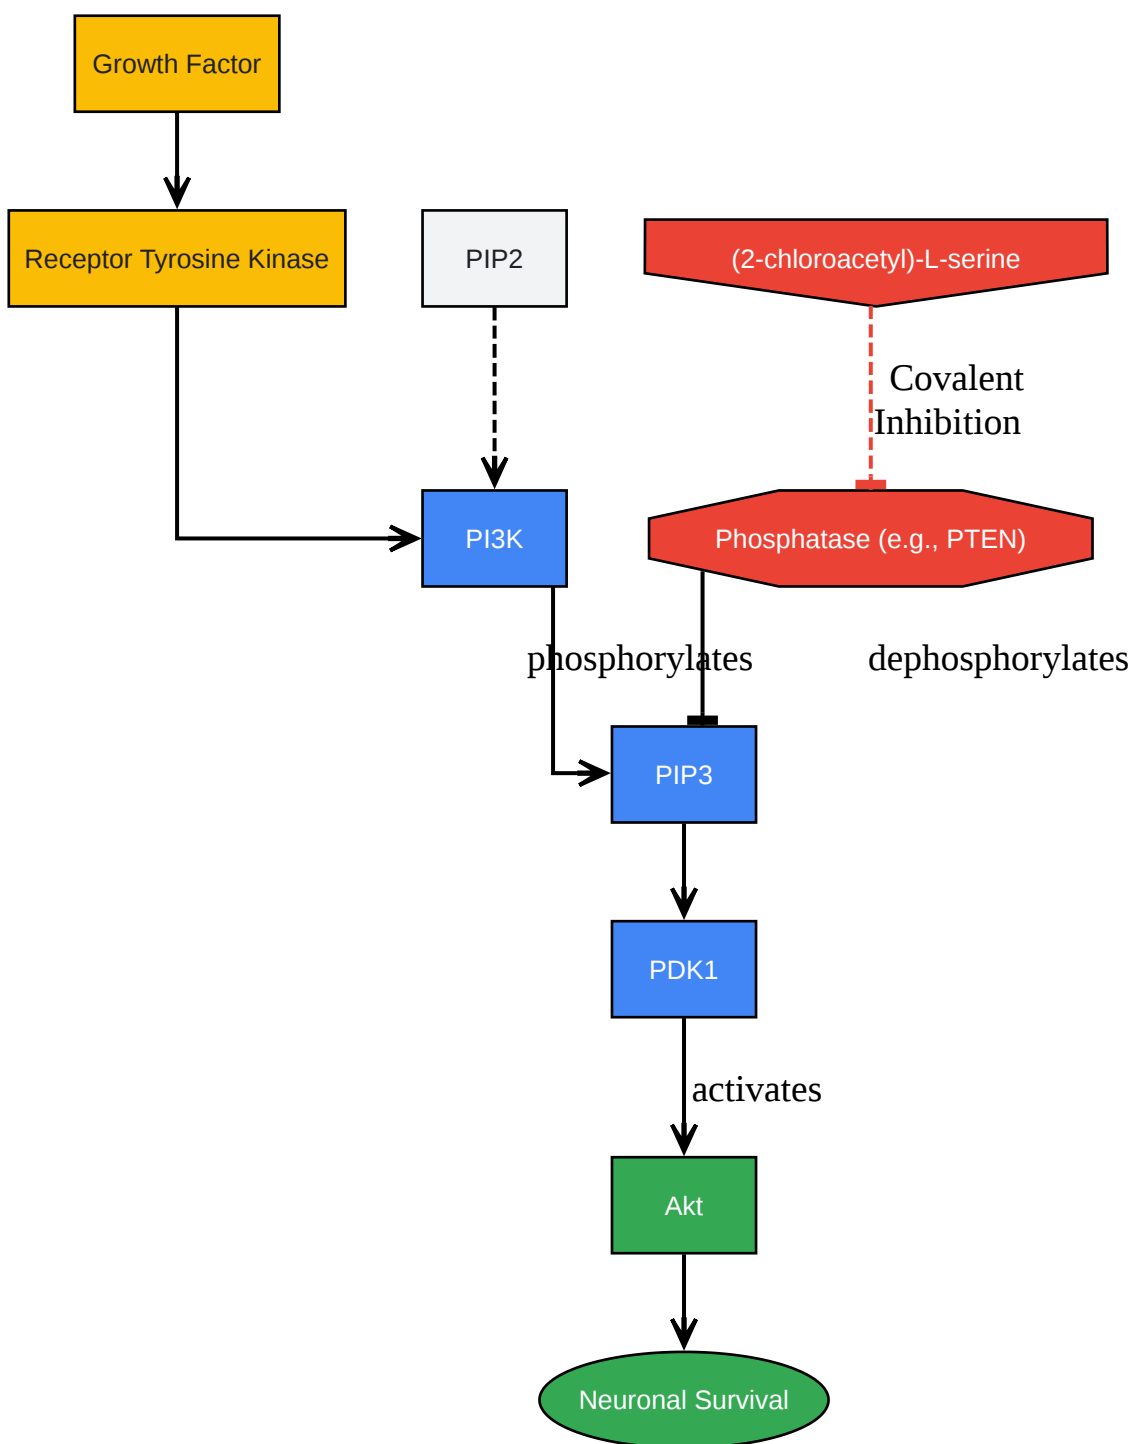 Growth Factor
Receptor Tyrosine Kinase
PIP2
(2-chloroacetyl)-L-serine
Covalent
Inhibition
PI3K
Phosphatase (e.g., PTEN)
phosphorylates
dephosphorylates
PIP3
PDK1
activates
Akt
Neuronal Survival